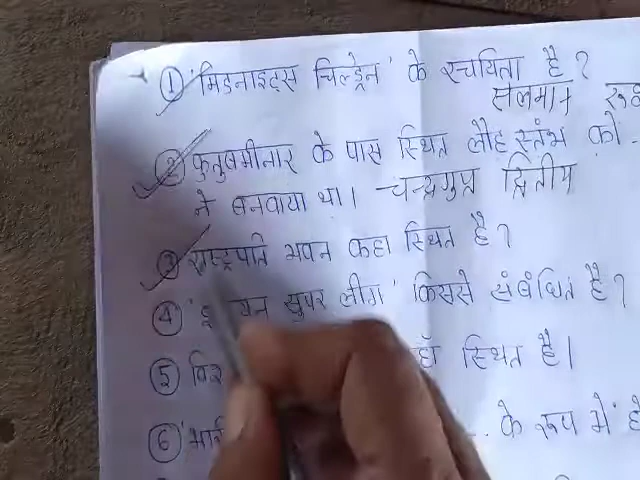 ① 'मिडनाइट्स चिल्ड्रेन' के रचयिता है?
सलमान
② कुतुबमीनार के पास स्थित लौह स्तंभ को
ने बनवाया था। - चन्द्रगुप्त द्वितीय
③ राष्ट्रपति भवन कहा स्थित है?
④ सुपर लीग' किससे संबंधित है?
⑤ स्थित है।
⑥ के रूप में